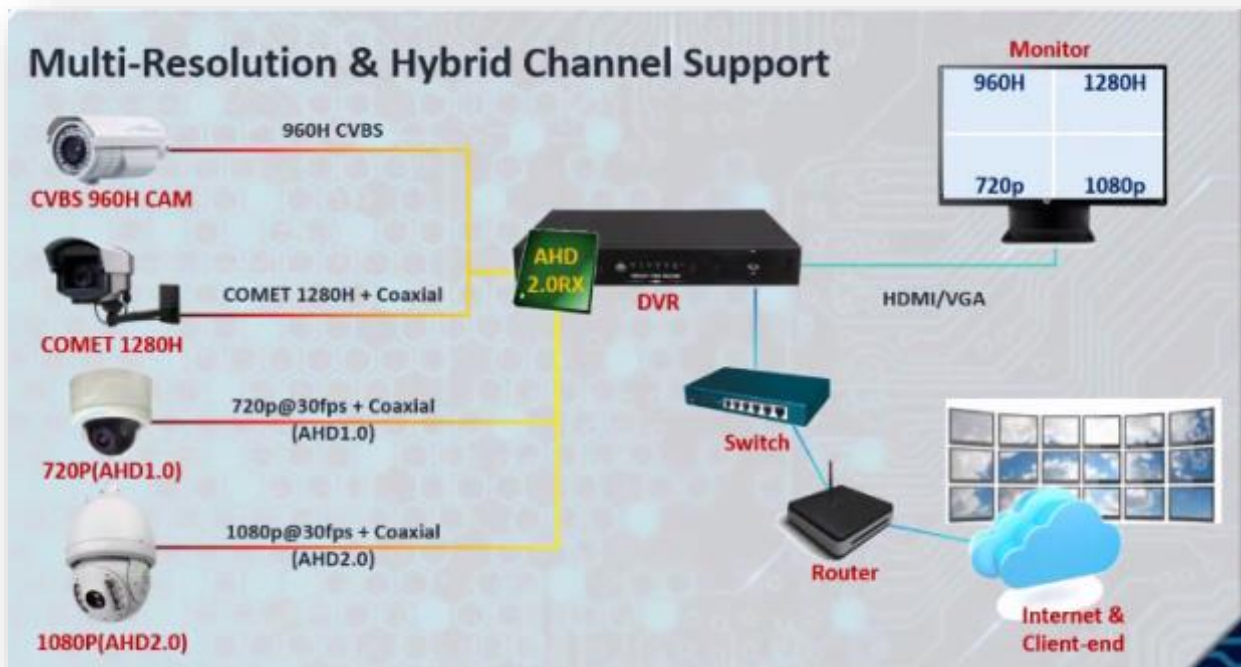 Multi-Resolution & Hybrid Channel Support
Monitor
960H
1280H
720p
1080p
960H CVBS
CVBS 960H CAM
AHD
2.0RX
DVR
COMET 1280H + Coaxial
COMET 1280H
HDMI/VGA
720p@30fps + Coaxial
(AHD1.0)
720P(AHD1.0)
Switch
1080p@30fps + Coaxial
(AHD2.0)
1080P(AHD2.0)
Router
Internet &
Client-end